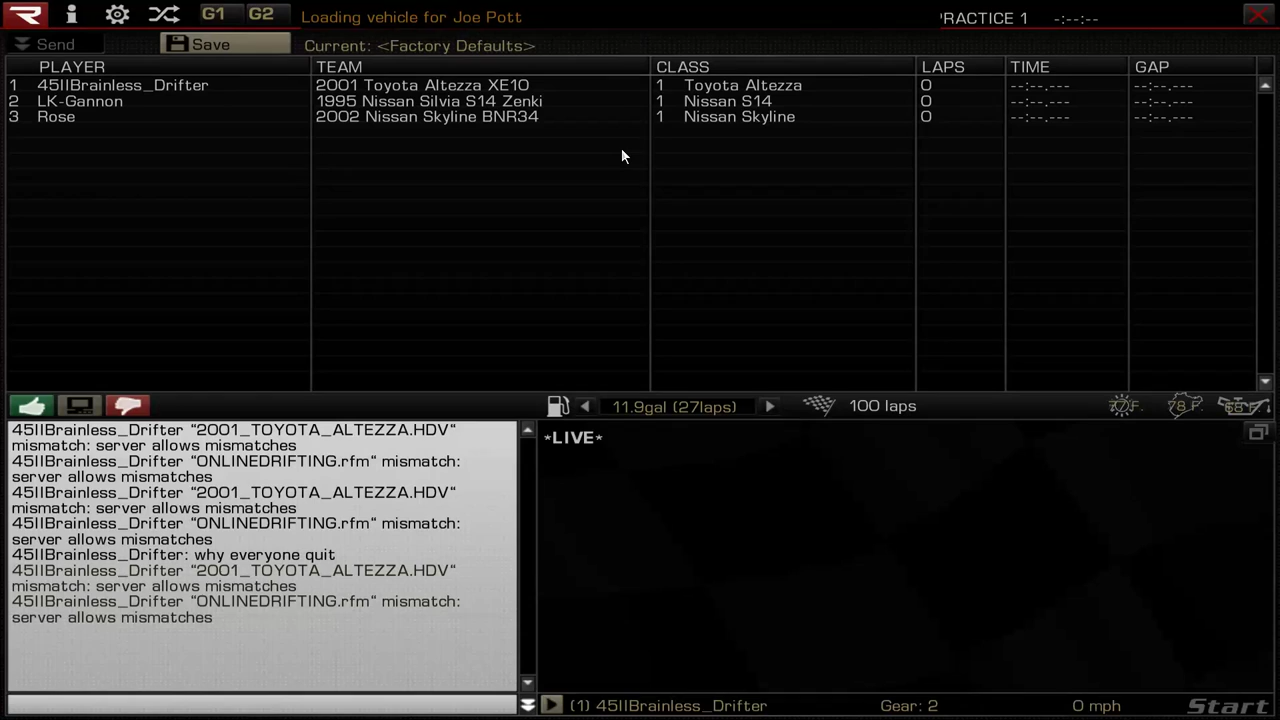 G1 G2 Loading vehicle for Joe Pott RACTICE 1 -:--:--
Send Save Current: <Factory Defaults>
PLAYER TEAM CLASS LAPS TIME GAP
1 45IIBrainless_Drifter 2001 Toyota Altezza XE10 1 Toyota Altezza 0 --:--.--- --:--.---
2 LK-Gannon 1995 Nissan Silvia S14 Zenki 1 Nissan S14 0 --:--.--- --:--.---
3 Rose 2002 Nissan Skyline BNR34 1 Nissan Skyline 0 --:--.--- --:--.---
11.9gal (27laps) 100 laps 78 F. 68 F.
45IIBrainless_Drifter "2001_TOYOTA_ALTEZZA.HDV"
mismatch: server allows mismatches
45IIBrainless_Drifter "ONLINEDRIFTING.rfm" mismatch:
server allows mismatches
45IIBrainless_Drifter "2001_TOYOTA_ALTEZZA.HDV"
mismatch: server allows mismatches
45IIBrainless_Drifter "ONLINEDRIFTING.rfm" mismatch:
server allows mismatches
45IIBrainless_Drifter: why everyone quit
45IIBrainless_Drifter "2001_TOYOTA_ALTEZZA.HDV"
mismatch: server allows mismatches
45IIBrainless_Drifter "ONLINEDRIFTING.rfm" mismatch:
server allows mismatches
*LIVE*
(1) 45IIBrainless_Drifter Gear: 2 0 mph Start